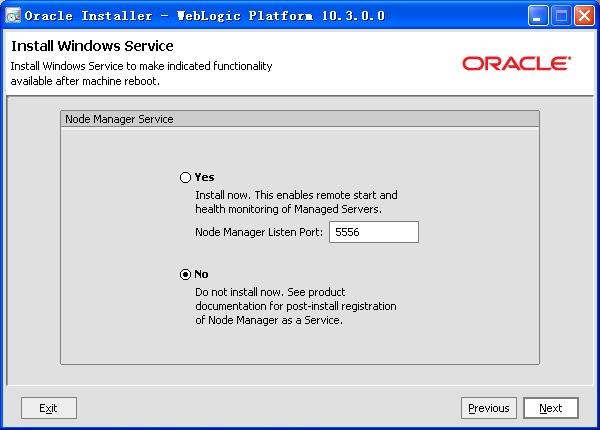 Oracle Installer - WebLogic Platform 10.3.0.0
Install Windows Service
Install Windows Service to make indicated functionality
available after machine reboot.
ORACLE
Node Manager Service
Yes
Install now. This enables remote start and
health monitoring of Managed Servers.
Node Manager Listen Port: 5556
No
Do not install now. See product
documentation for post-install registration
of Node Manager as a Service.
Exit
Previous
Next